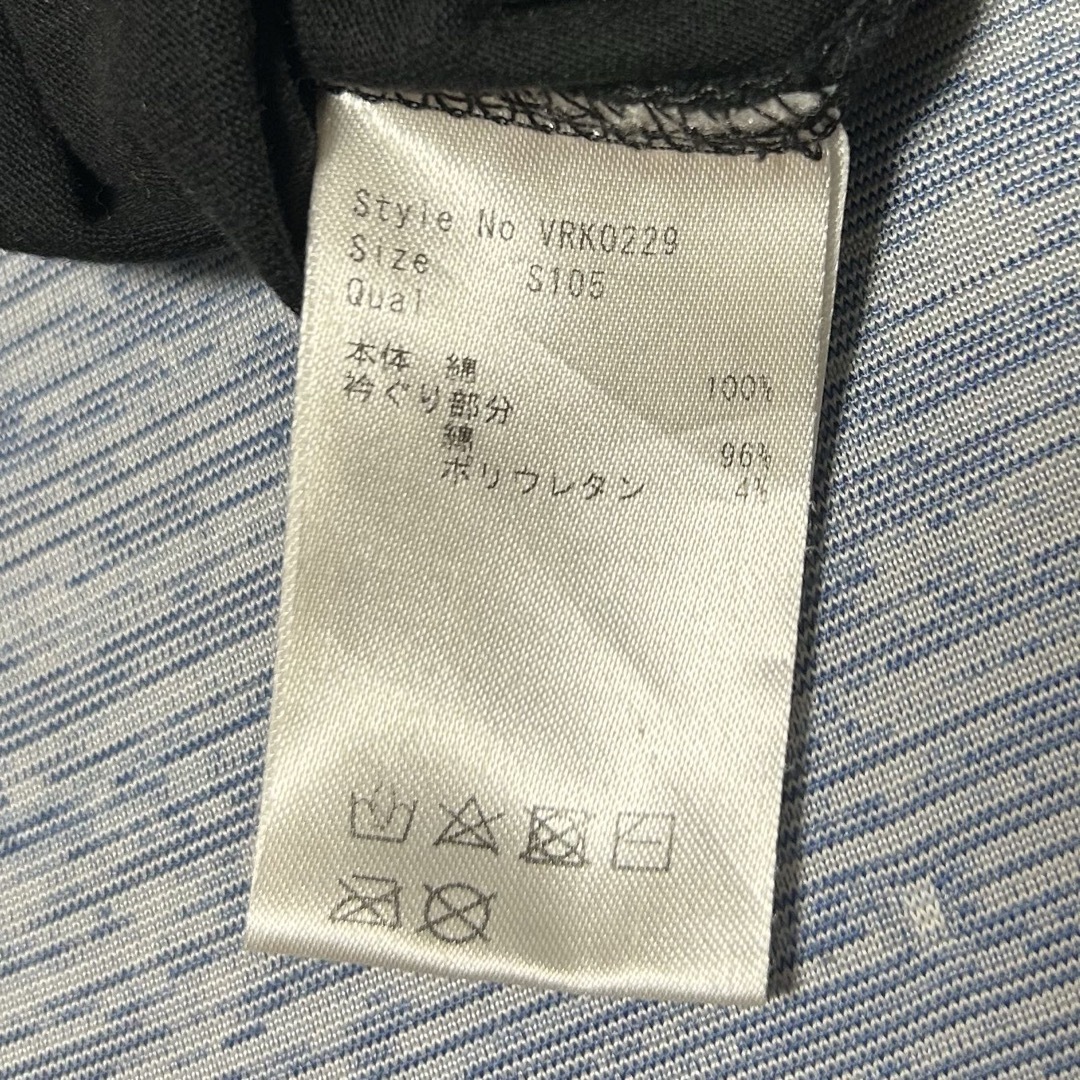 Style No VRK0229
Size S105
Qual
本体 綿 100%
衿ぐり部分
綿 96%
ポリウレタン 4%